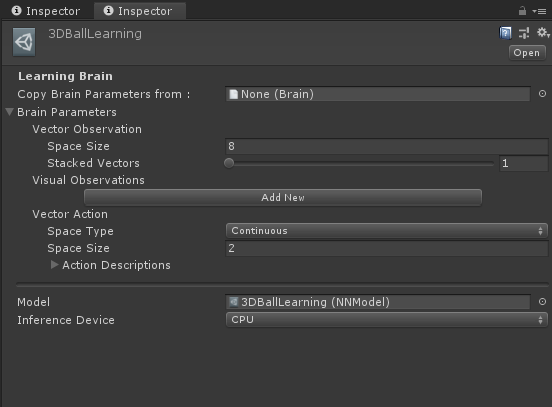 Inspector Inspector
3DBallLearning
Open
Learning Brain
Copy Brain Parameters from : None (Brain)
Brain Parameters
Vector Observation
Space Size 8
Stacked Vectors 1
Visual Observations
Add New
Vector Action
Space Type Continuous
Space Size 2
Action Descriptions
Model 3DBallLearning (NNModel)
Inference Device CPU